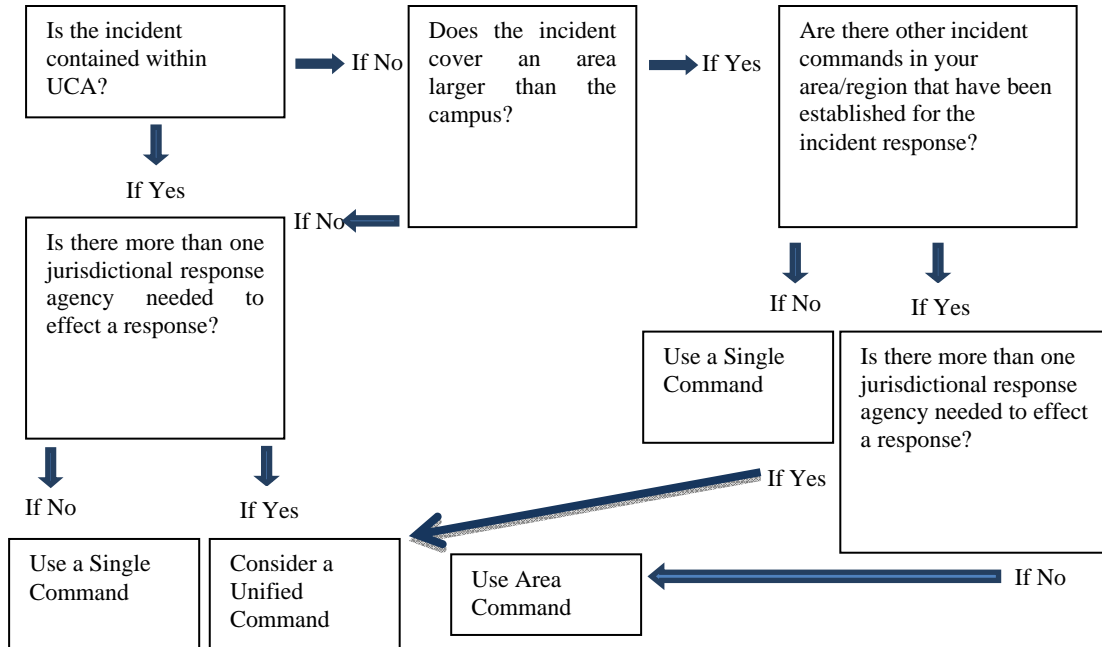 Is the incident
contained within
UCA?
If No
Does the incident
cover an area
larger than the
campus?
If Yes
Are there other incident
commands in your
area/region that have been
established for the
incident response?
If Yes
If No
Is there more than one
jurisdictional response
agency needed to
effect a response?
If No
If Yes
Use a Single
Command
Is there more than one
jurisdictional response
agency needed to effect
a response?
If No
If Yes
If Yes
Use a Single
Command
Consider a
Unified
Command
Use Area
Command
If No